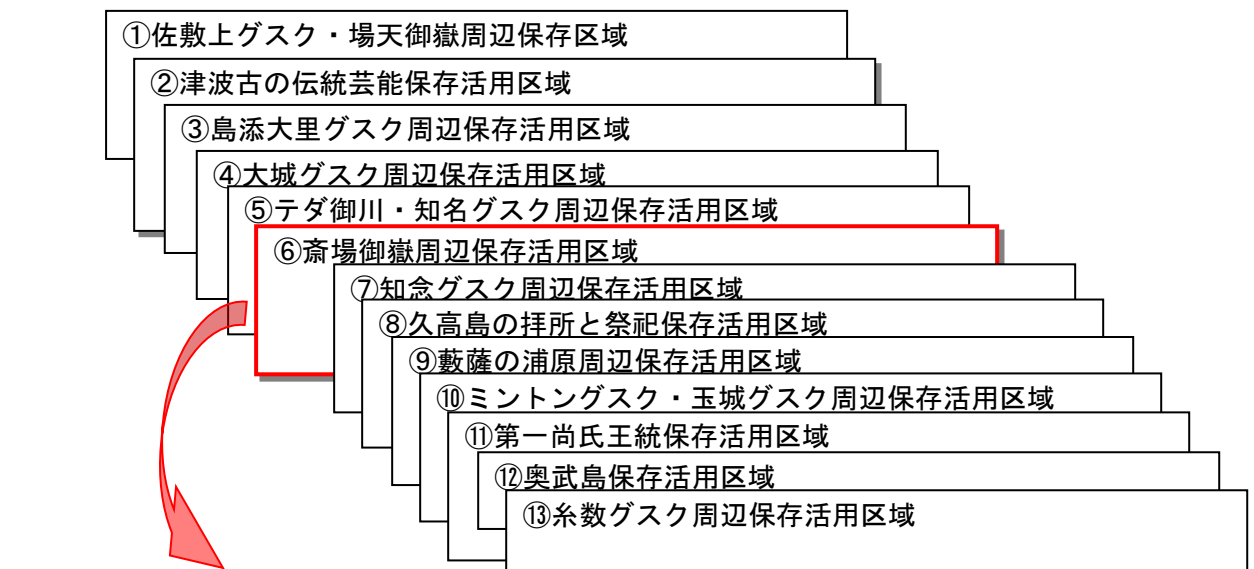 ①佐敷上グスク・場天御嶽周辺保存区域
②津波古の伝統芸能保存活用区域
③島添大里グスク周辺保存活用区域
④大城グスク周辺保存活用区域
⑤テダ御川・知名グスク周辺保存活用区域
⑥斎場御嶽周辺保存活用区域
⑦知念グスク周辺保存活用区域
⑧久高島の拝所と祭祀保存活用区域
⑨藪薩の浦原周辺保存活用区域
⑩ミントングスク・玉城グスク周辺保存活用区域
⑪第一尚氏王統保存活用区域
⑫奥武島保存活用区域
⑬糸数グスク周辺保存活用区域